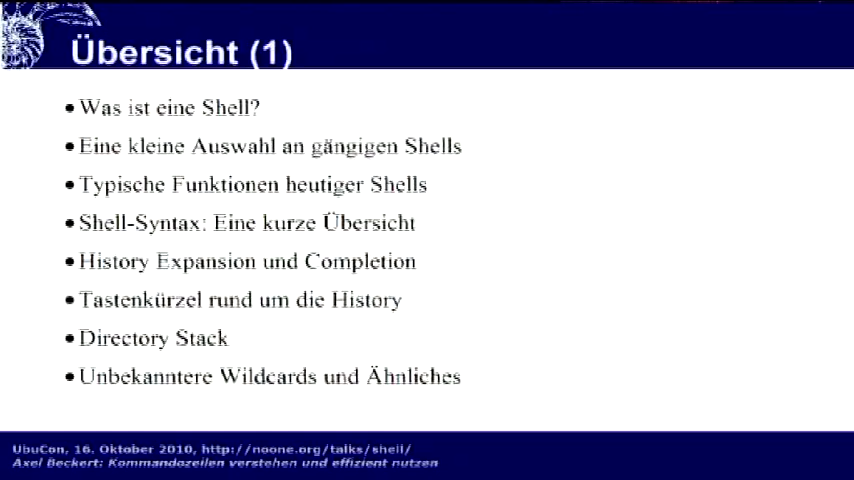 Übersicht (1)
•Was ist eine Shell?
•Eine kleine Auswahl an gängigen Shells
•Typische Funktionen heutiger Shells
•Shell-Syntax: Eine kurze Übersicht
•History Expansion und Completion
•Tastenkürzel rund um die History
•Directory Stack
•Unbekanntere Wildcards und Ähnliches
UbuCon, 16. Oktober 2010, http://noone.org/talks/shell/
Axel Beckert: Kommandozeilen verstehen und effizient nutzen